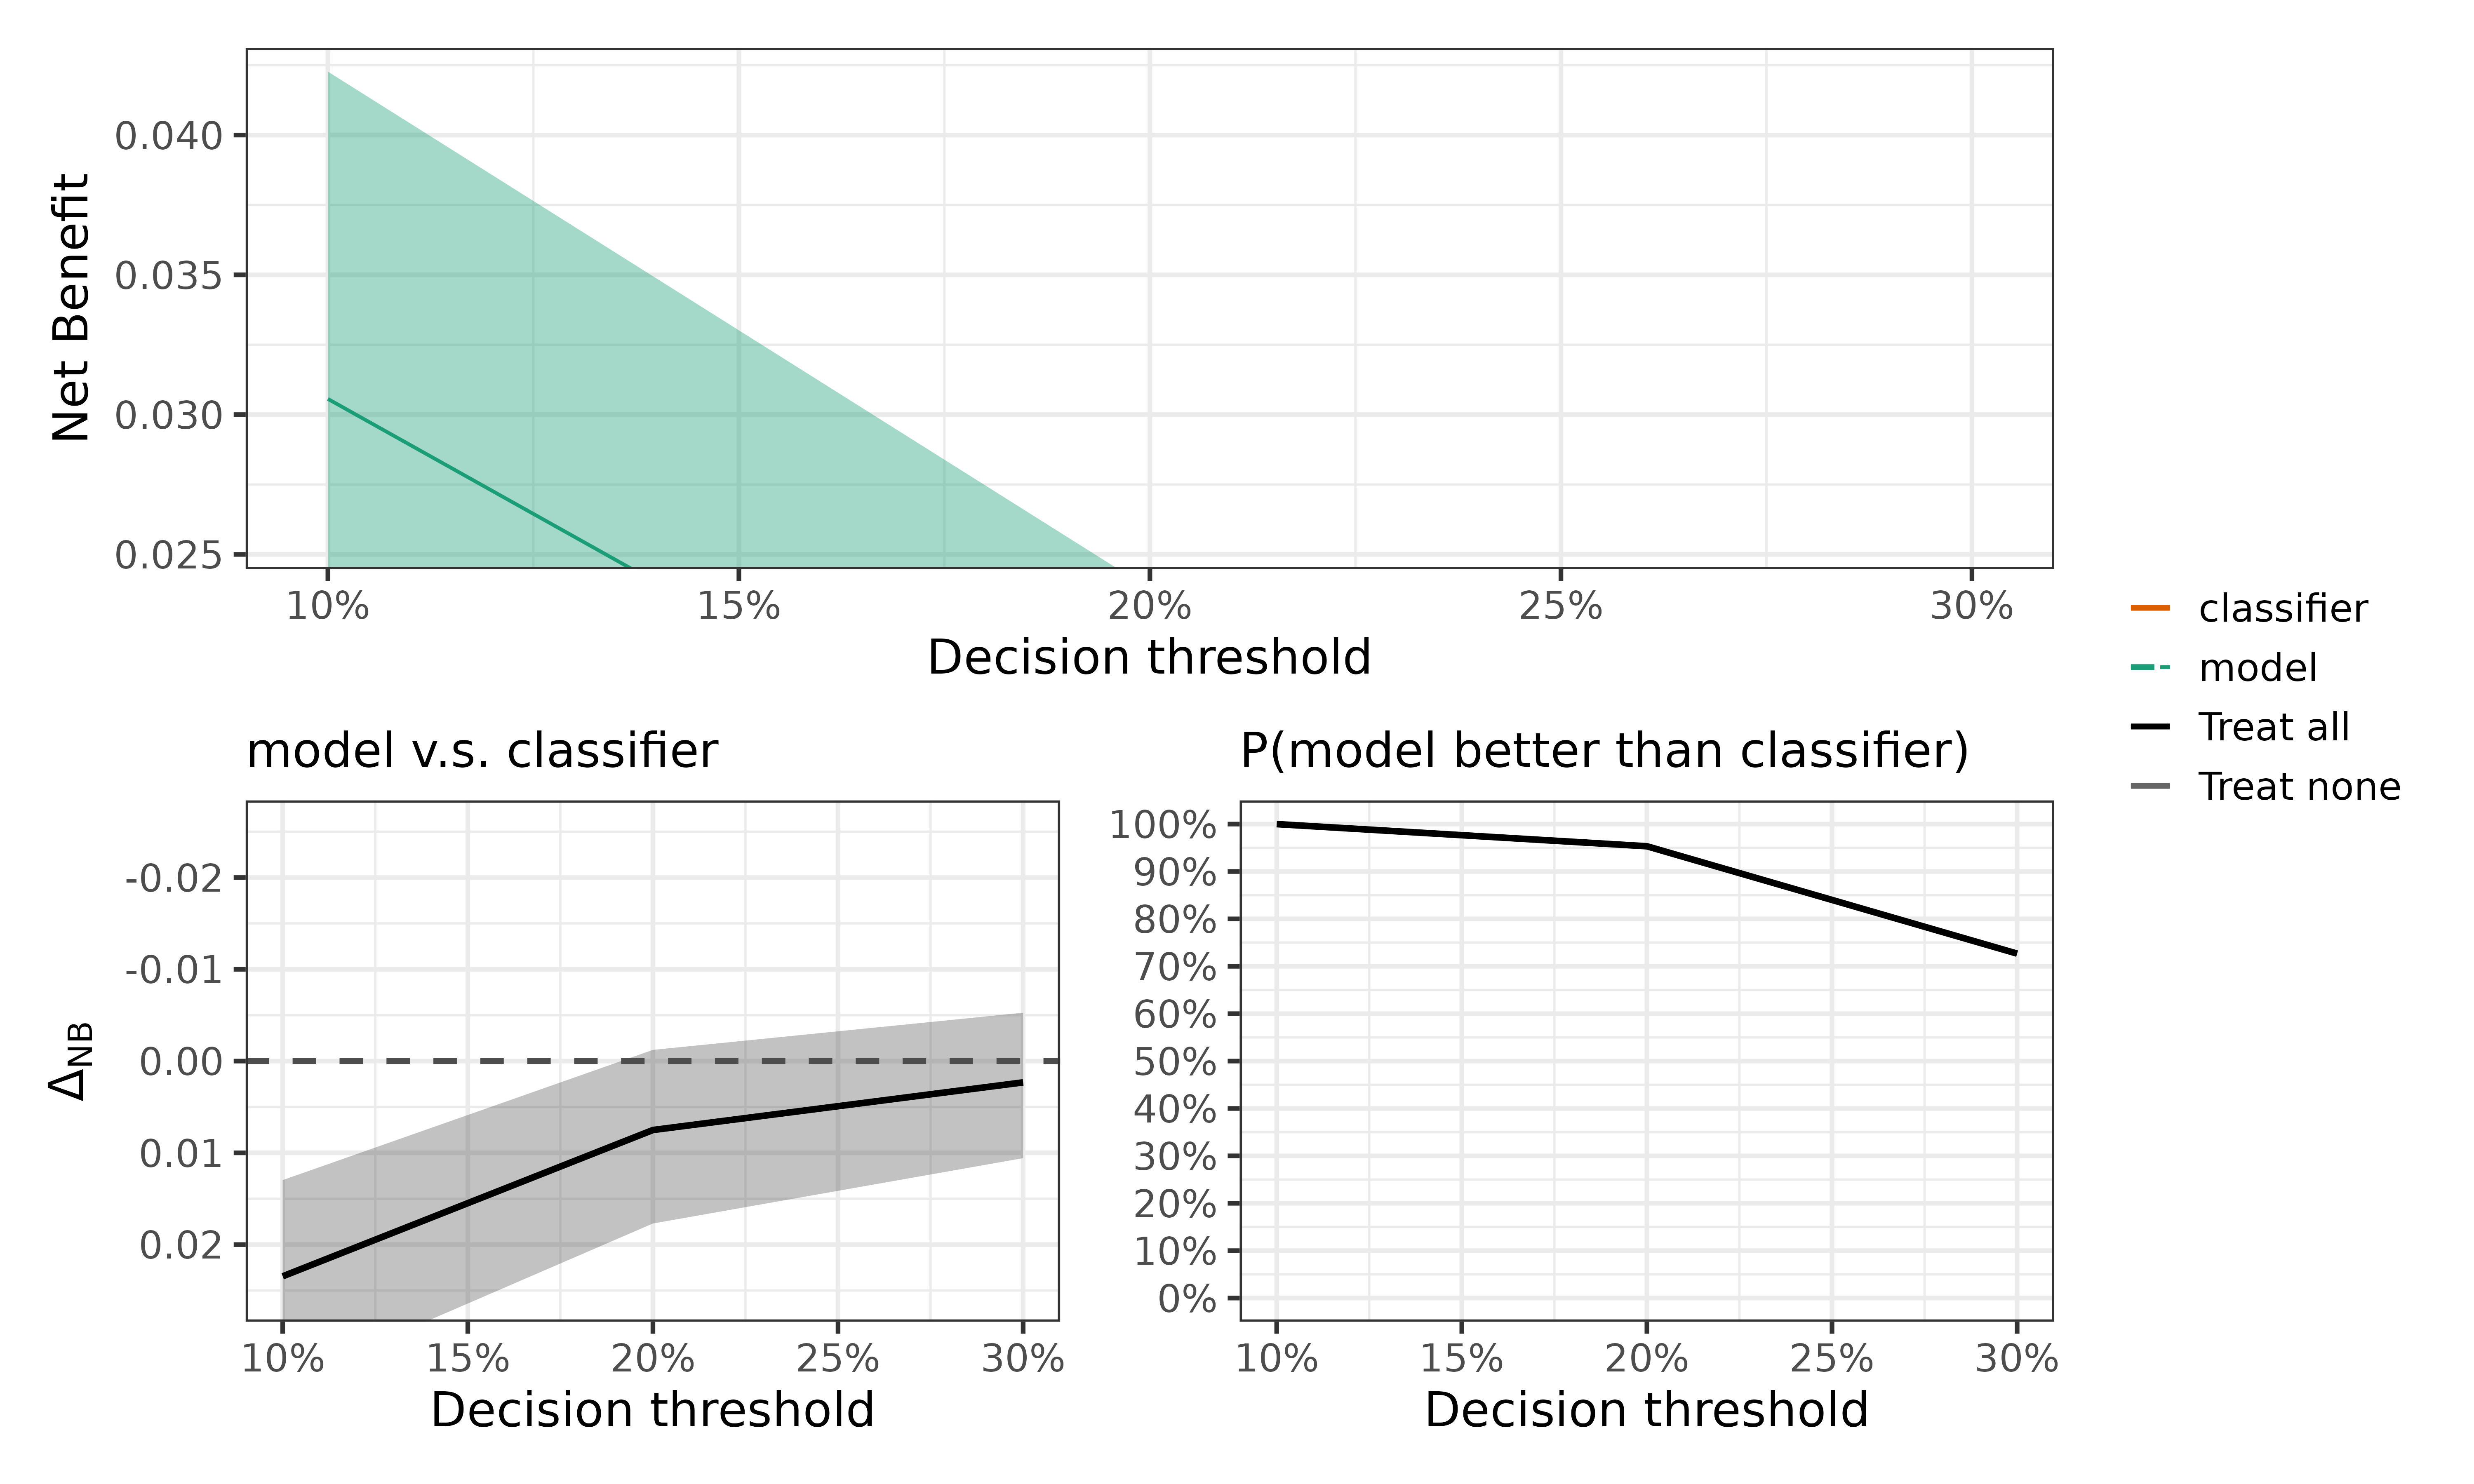 Net Benefit
0.040
0.035
0.030
0.025
10% 15% 20% 25% 30%
Decision threshold
classifier
model
Treat all
Treat none
model v.s. classifier
ΔNB
-0.02
-0.01
0.00
0.01
0.02
10% 15% 20% 25% 30%
Decision threshold
P(model better than classifier)
100%
90%
80%
70%
60%
50%
40%
30%
20%
10%
0%
10% 15% 20% 25% 30%
Decision threshold